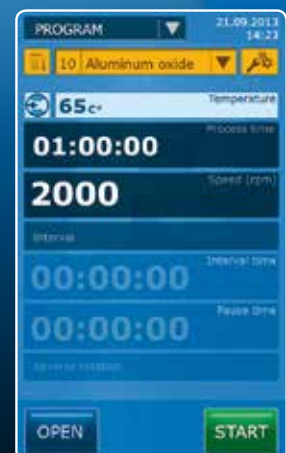 PROGRAM 21.09.2013
14:23
10 Aluminum oxide
65c° Temperature
Process time
01:00:00
Speed (rpm)
2000
Interval
Interval time
00:00:00
Pause time
00:00:00
Reverse rotation
OPEN START